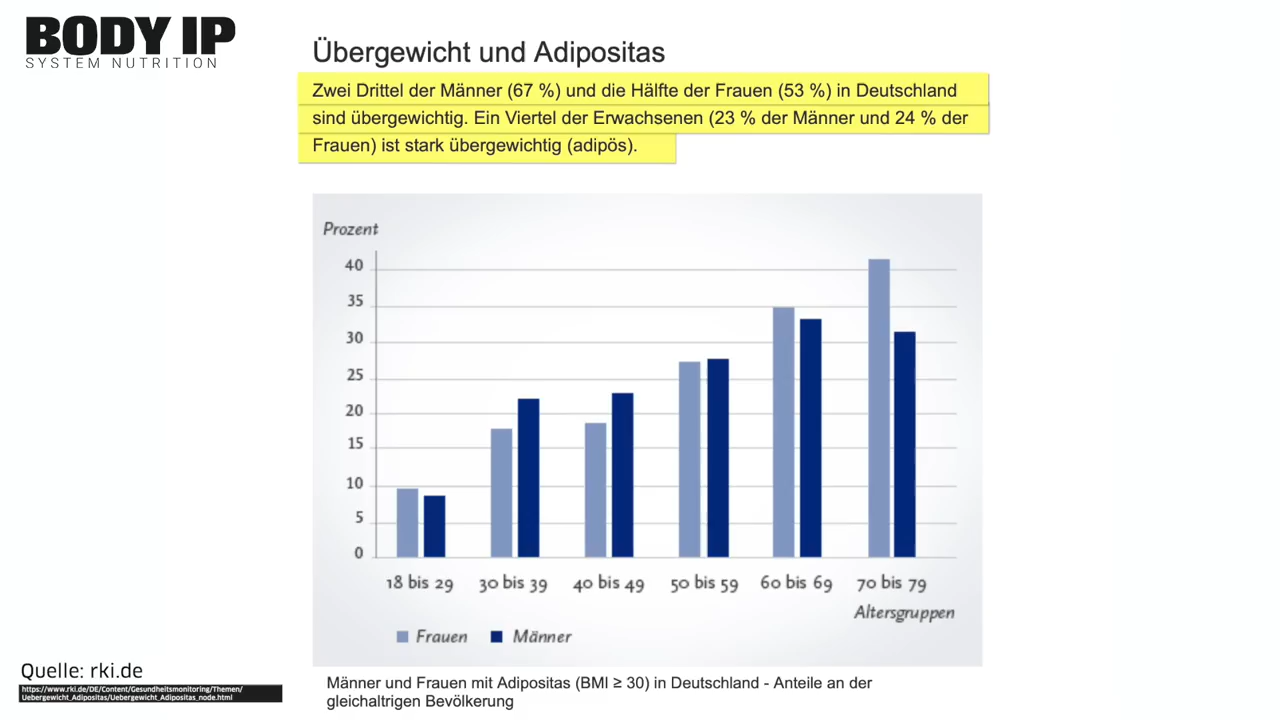 BODY IP
SYSTEM NUTRITION
Übergewicht und Adipositas
Zwei Drittel der Männer (67 %) und die Hälfte der Frauen (53 %) in Deutschland
sind übergewichtig. Ein Viertel der Erwachsenen (23 % der Männer und 24 % der
Frauen) ist stark übergewichtig (adipös).
Prozent
40
35
30
25
20
15
10
5
0
18 bis 29 30 bis 39 40 bis 49 50 bis 59 60 bis 69 70 bis 79
Altersgruppen
Frauen Männer
Quelle: rki.de
https://www.rki.de/DE/Content/Gesundheitsmonitoring/Themen/
Uebergewicht_Adipositas/Uebergewicht_Adipositas_node.html
Männer und Frauen mit Adipositas (BMI ≥ 30) in Deutschland - Anteile an der
gleichaltrigen Bevölkerung